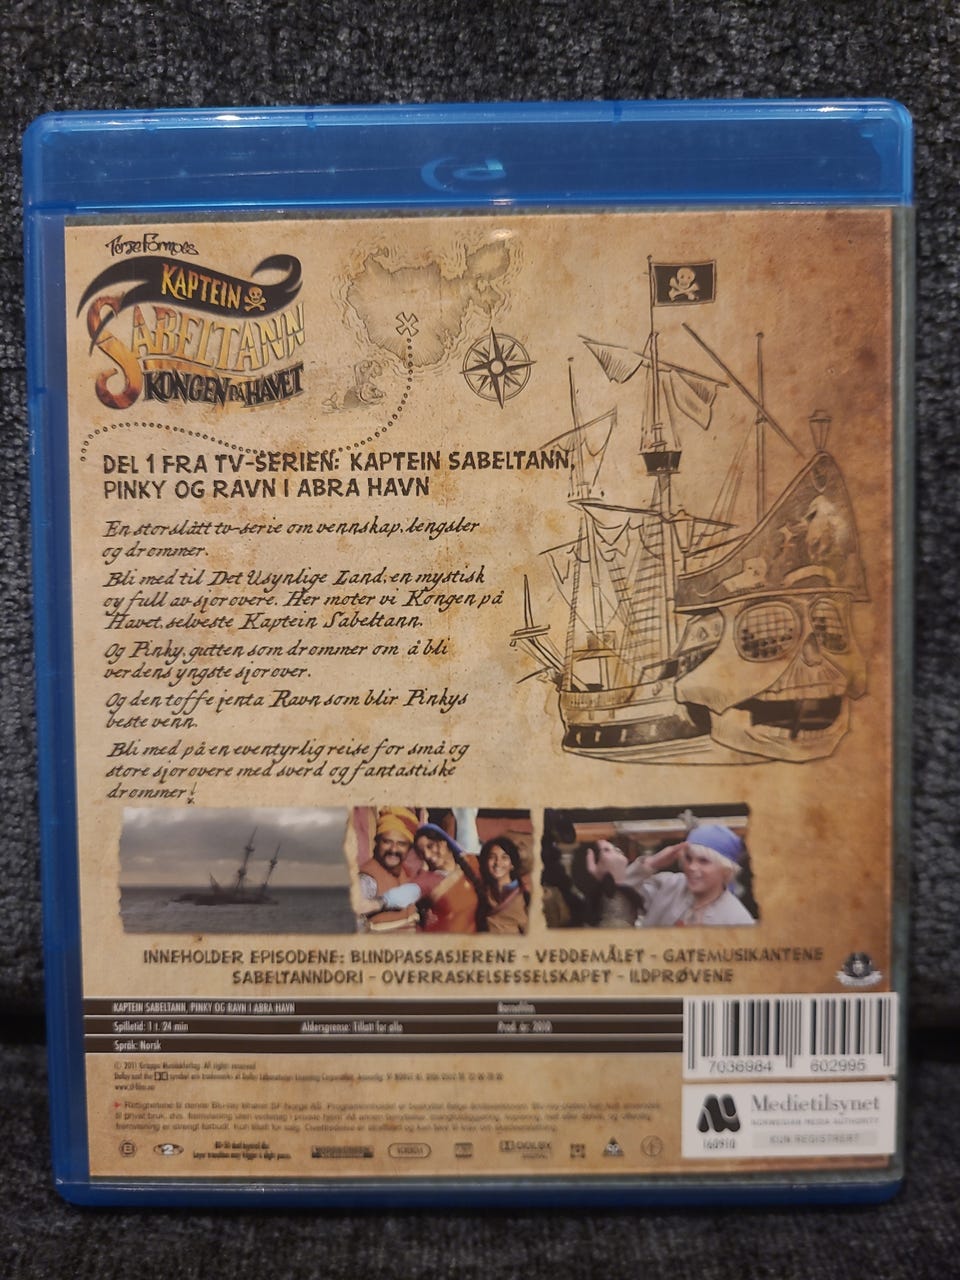 Terje Formoes
KAPTEIN
SABELTANN
KONGEN PÅ HAVET
DEL 1 FRA TV-SERIEN: KAPTEIN SABELTANN,
PINKY OG RAVN I ABRA HAVN
En storslått tv-serie om vennskap, lengsler
og drømmer.
Bli med til Det Usynlige Land, en mystisk
øy full av sjørøvere. Her møter vi Kongen på
Havet, selveste Kaptein Sabeltann.
Og Pinky, gutten som drømmer om å bli
verdens yngste sjørøver.
Og den tøffe jenta Ravn som blir Pinkys
beste venn.
Bli med på en eventyrlig reise for små og
store sjørøvere med sverd og fantastiske
drømmer!
INNEHOLDER EPISODENE: BLINDPASSASJERENE - VEDDEMÅLET - GATEMUSIKANTENE
SABELTANNDORI - OVERRASKELSESSELSKAPET - ILDPRØVENE
KAPTEIN SABELTANN, PINKY OG RAVN I ABRA HAVN Barnefilm
Spilletid: 1 t. 24 min Aldersgrense: Tillatt for alle Prod. år: 2010
Språk: Norsk
7036984 602995
Medietilsynet
NORWEGIAN MEDIA AUTHORITY
160910 KUN REGISTRERT